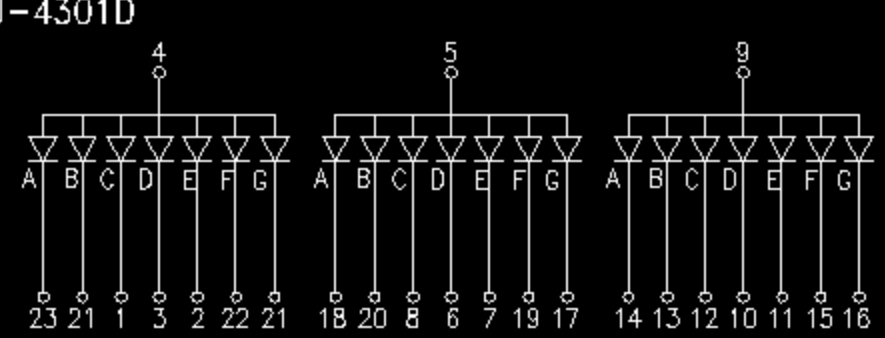 -4301D
4 5 9
A B C D E F G A B C D E F G A B C D E F G
23 21 1 3 2 22 21 18 20 8 6 7 19 17 14 13 12 10 11 15 16